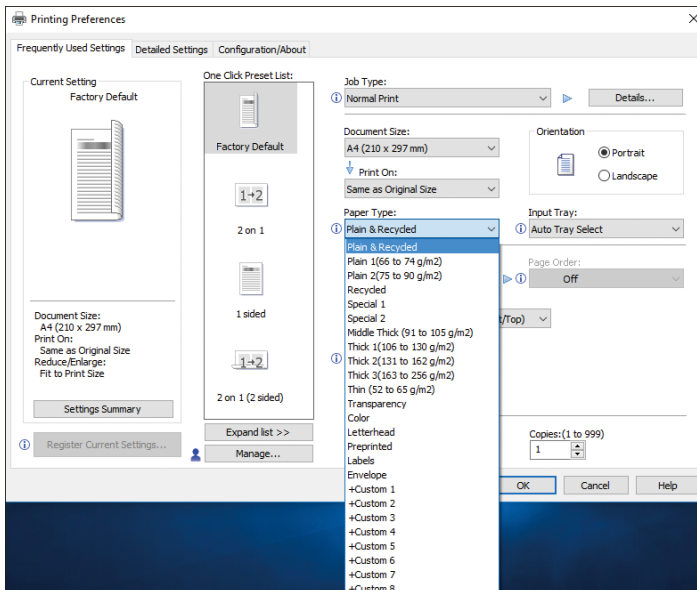 Printing Preferences
Frequently Used Settings
Detailed Settings
Configuration/About
Current Setting
Factory Default
Document Size:
A4 (210 x 297 mm)
Print On:
Same as Original Size
Reduce/Enlarge:
Fit to Print Size
Settings Summary
Register Current Settings...
One Click Preset List:
Factory Default
1→2
2 on 1
1 sided
1→2
2 on 1 (2 sided)
Expand list >>
Manage...
Job Type:
Normal Print
Details...
Document Size:
A4 (210 x 297 mm)
Print On:
Same as Original Size
Orientation
Portrait
Landscape
Paper Type:
Plain & Recycled
Input Tray:
Auto Tray Select
Plain & Recycled
Plain 1(66 to 74 g/m2)
Plain 2(75 to 90 g/m2)
Recycled
Special 1
Special 2
Middle Thick (91 to 105 g/m2)
Thick 1(106 to 130 g/m2)
Thick 2(131 to 162 g/m2)
Thick 3(163 to 256 g/m2)
Thin (52 to 65 g/m2)
Transparency
Color
Letterhead
Preprinted
Labels
Envelope
+Custom 1
+Custom 2
+Custom 3
+Custom 4
+Custom 5
+Custom 6
+Custom 7
+Custom 8
Page Order:
Off
/Top)
Copies:(1 to 999)
1
OK
Cancel
Help